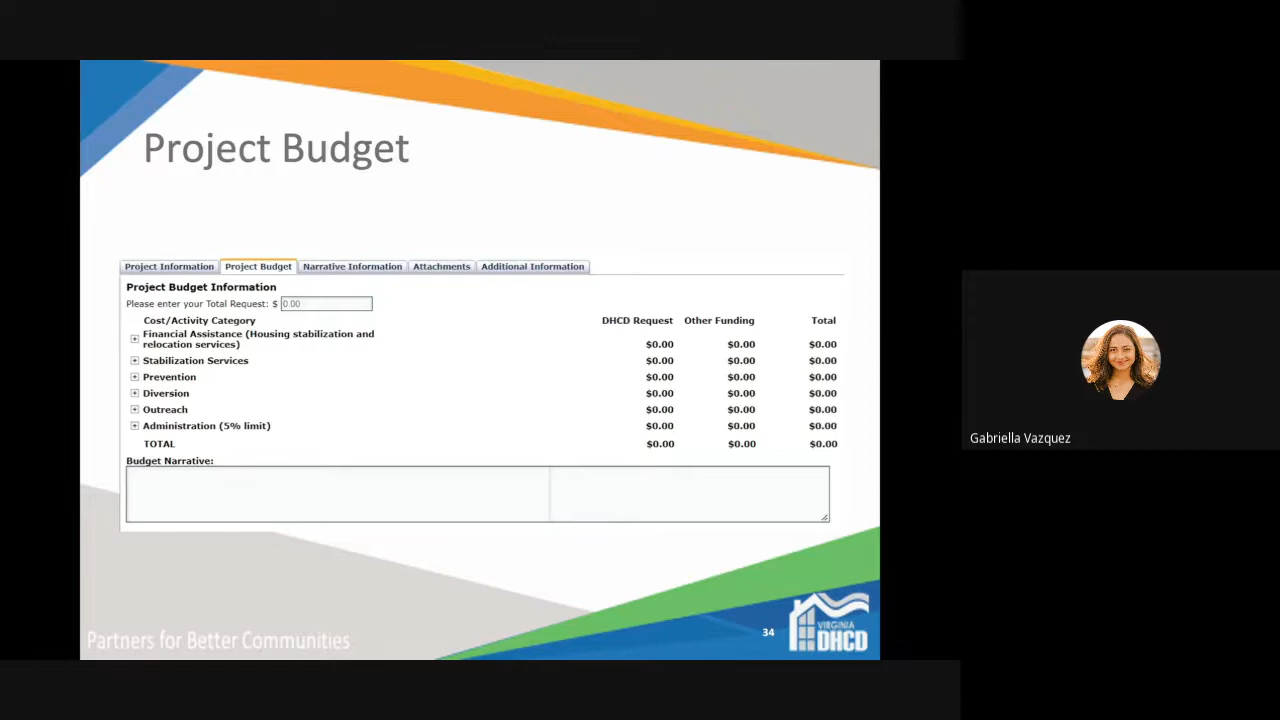 Project Budget
Project Information Project Budget Narrative Information Attachments Additional Information
Project Budget Information
Please enter your Total Request: $ 0.00
Cost/Activity Category DHCD Request Other Funding Total
Financial Assistance (Housing stabilization and
relocation services) $0.00 $0.00 $0.00
Stabilization Services $0.00 $0.00 $0.00
Prevention $0.00 $0.00 $0.00
Diversion $0.00 $0.00 $0.00
Outreach $0.00 $0.00 $0.00
Administration (5% limit) $0.00 $0.00 $0.00
TOTAL $0.00 $0.00 $0.00
Budget Narrative:
Gabriella Vazquez
Partners for Better Communities
34
VIRGINIA
DHCD